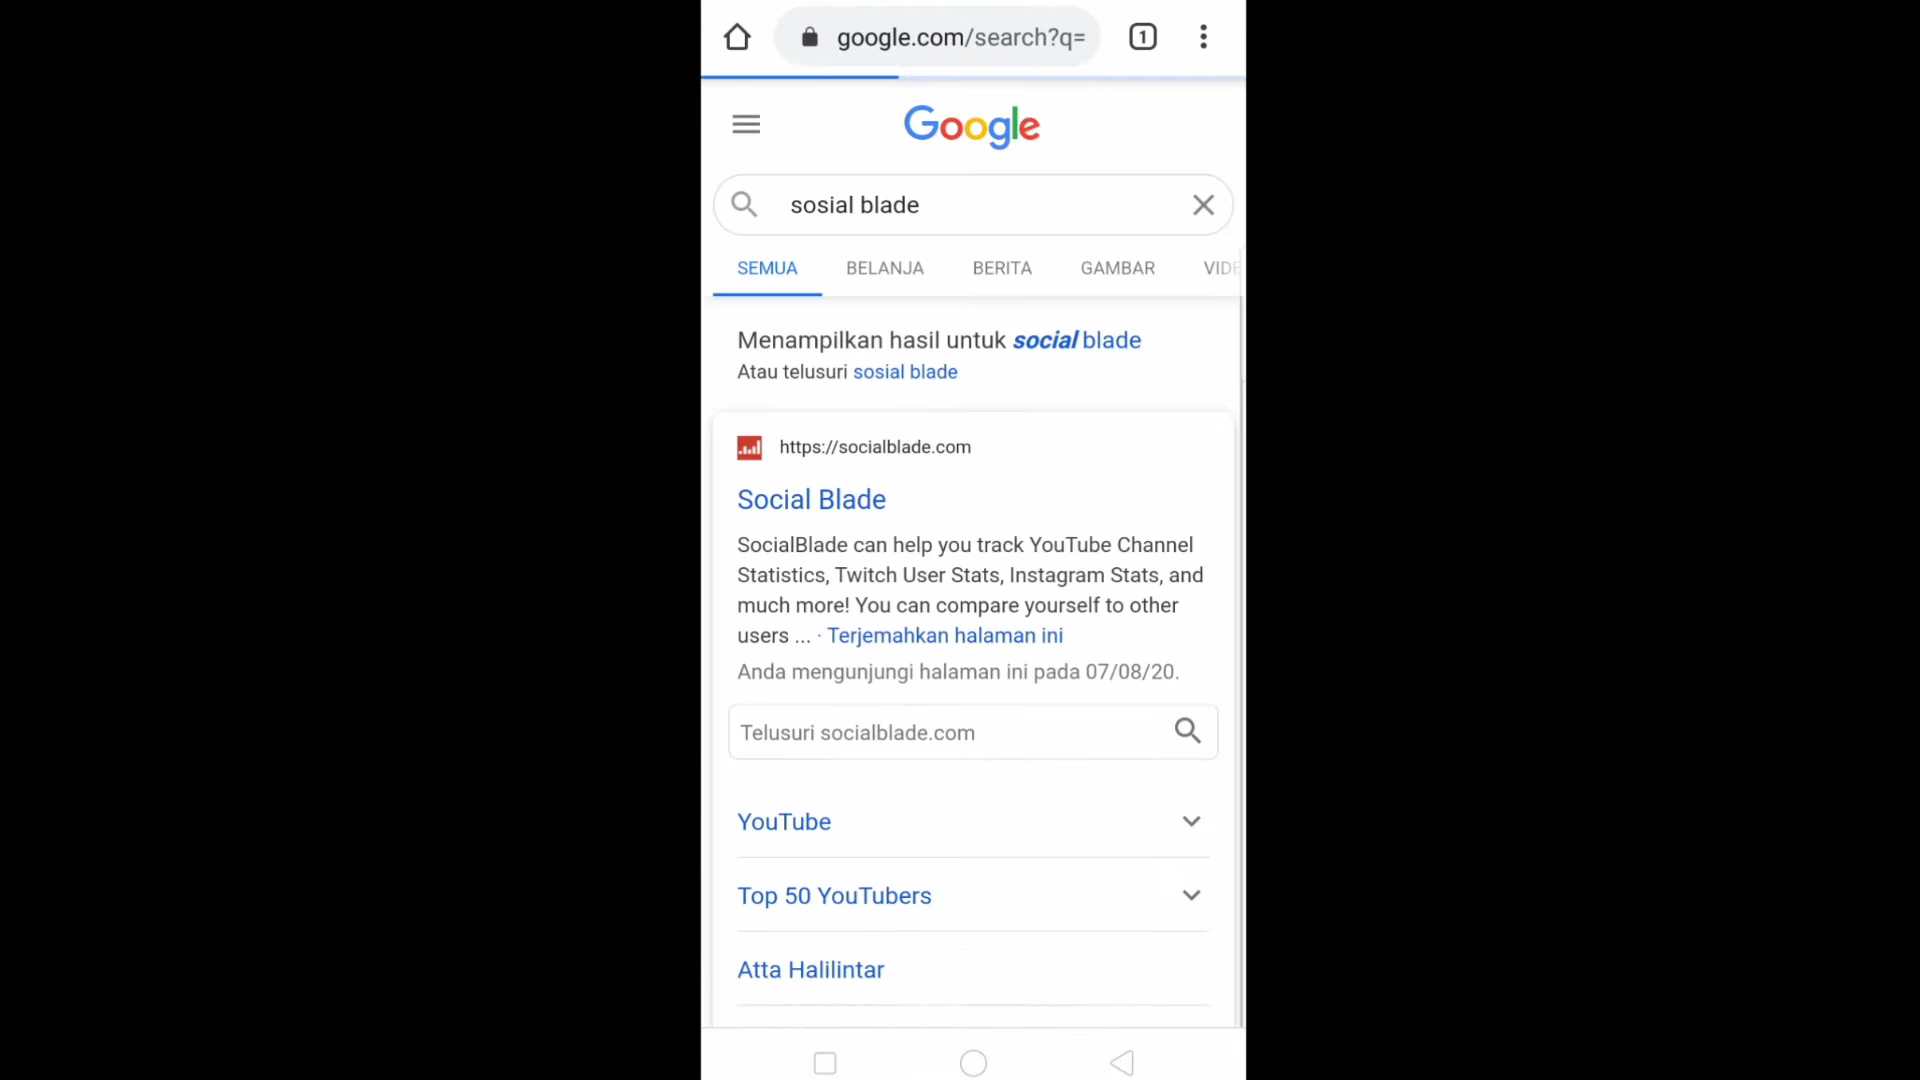 google.com/search?q=
1
Google
sosial blade
SEMUA BELANJA BERITA GAMBAR
Menampilkan hasil untuk social blade
Atau telusuri sosial blade
https://socialblade.com
Social Blade
SocialBlade can help you track YouTube Channel
Statistics, Twitch User Stats, Instagram Stats, and
much more! You can compare yourself to other
users ... · Terjemahkan halaman ini
Anda mengunjungi halaman ini pada 07/08/20.
Telusuri socialblade.com
YouTube
Top 50 YouTubers
Atta Halilintar